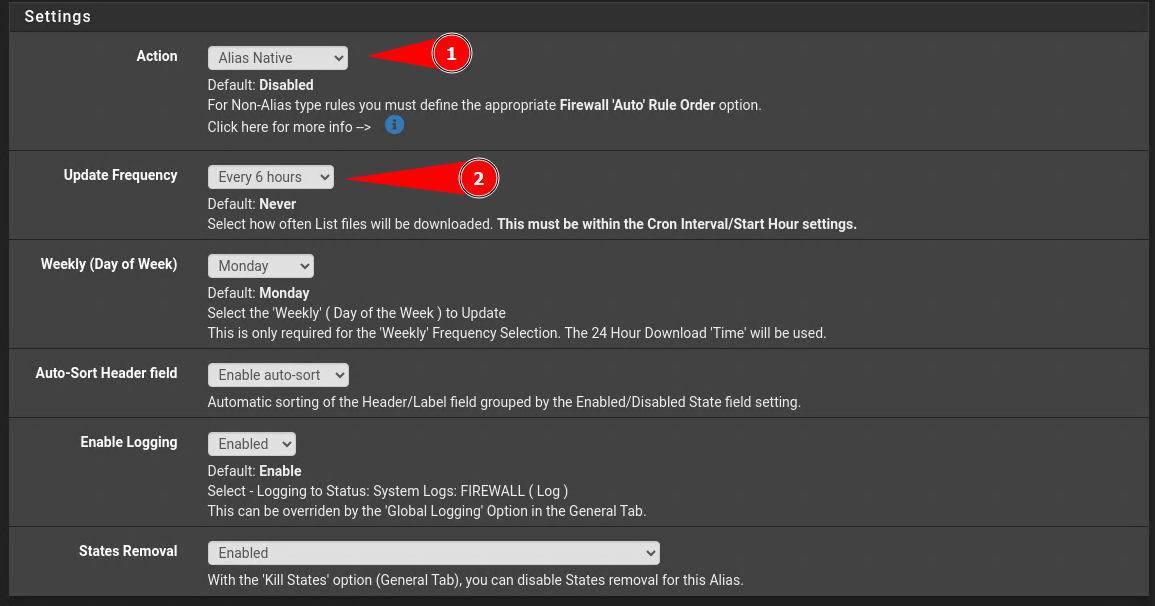 Settings
Action
Alias Native
1
Default: Disabled
For Non-Alias type rules you must define the appropriate Firewall 'Auto' Rule Order option.
Click here for more info -->
i
Update Frequency
Every 6 hours
2
Default: Never
Select how often List files will be downloaded. This must be within the Cron Interval/Start Hour settings.
Weekly (Day of Week)
Monday
Default: Monday
Select the 'Weekly' ( Day of the Week ) to Update
This is only required for the 'Weekly' Frequency Selection. The 24 Hour Download 'Time' will be used.
Auto-Sort Header field
Enable auto-sort
Automatic sorting of the Header/Label field grouped by the Enabled/Disabled State field setting.
Enable Logging
Enabled
Default: Enable
Select - Logging to Status: System Logs: FIREWALL ( Log )
This can be overriden by the 'Global Logging' Option in the General Tab.
States Removal
Enabled
With the 'Kill States' option (General Tab), you can disable States removal for this Alias.